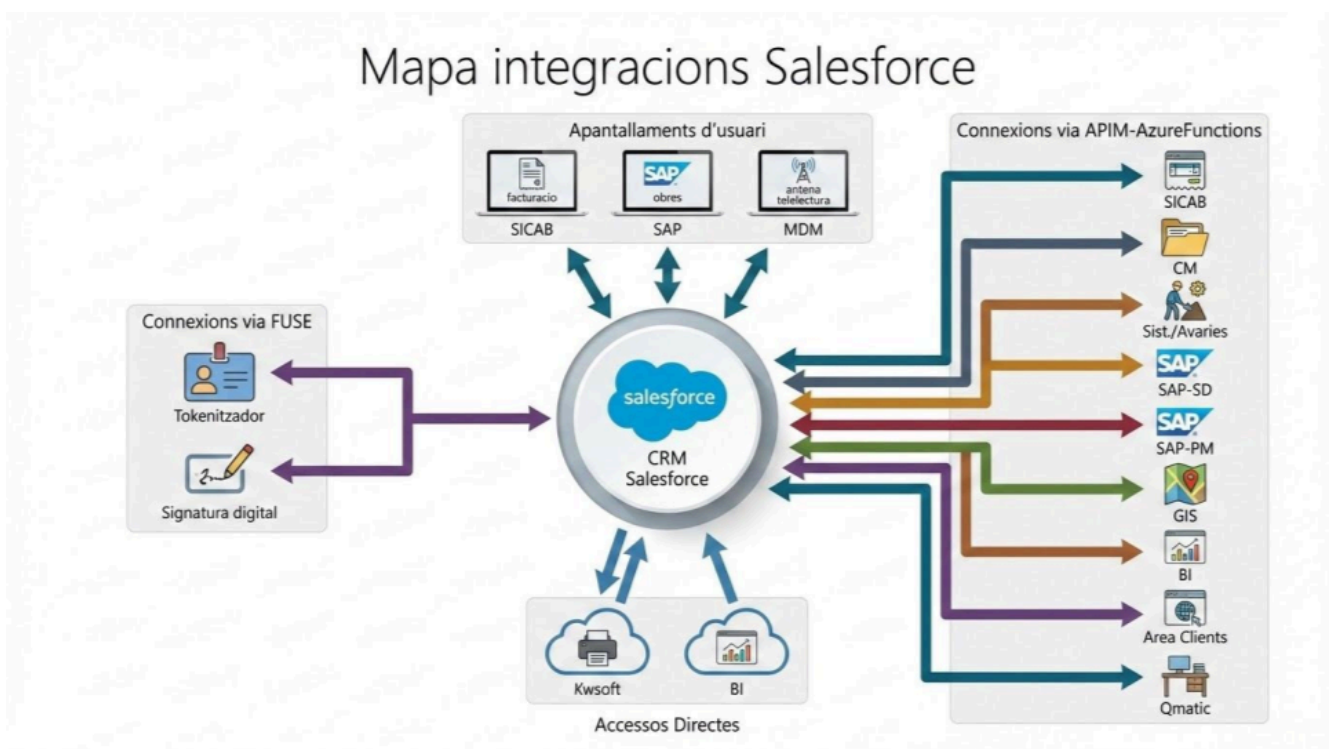 Mapa integracions Salesforce
Apantallaments d'usuari
facturacio
SICAB
SAP
obres
SAP
antena
telelectura
MDM
Connexions via FUSE
Tokenitzador
Signatura digital
salesforce
CRM
Salesforce
Kwsoft
BI
Accessos Directes
Connexions via APIM-AzureFunctions
SICAB
CM
Sist./Avaries
SAP
SAP-SD
SAP
SAP-PM
GIS
BI
Area Clients
Qmatic